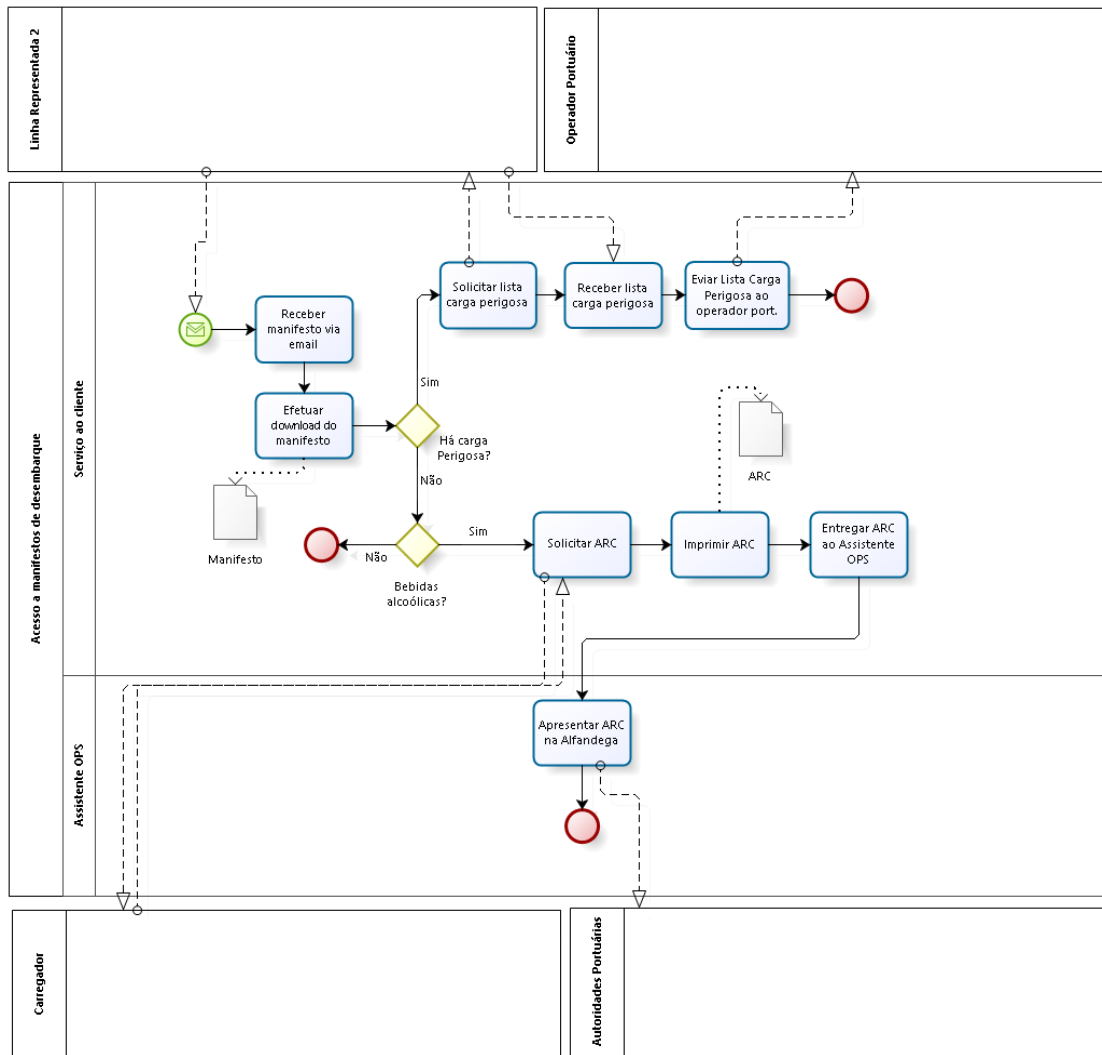 Linha Representada 2
Operador Portuário
Acesso a manifestos de desembarque
Serviço ao cliente
Solicitar lista
carga perigosa
Receber lista
carga perigosa
Eviar Lista Carga
Perigosa ao
operador port.
Receber
manifesto via
email
Sim
Efetuar
download do
manifesto
Há carga
Perigosa?
ARC
Não
Manifesto
Não
Sim
Bebidas
alcoólicas?
Solicitar ARC
Imprimir ARC
Entregar ARC
ao Assistente
OPS
Assistente OPS
Apresentar ARC
na Alfandega
Carregador
Autoridades Portuárias